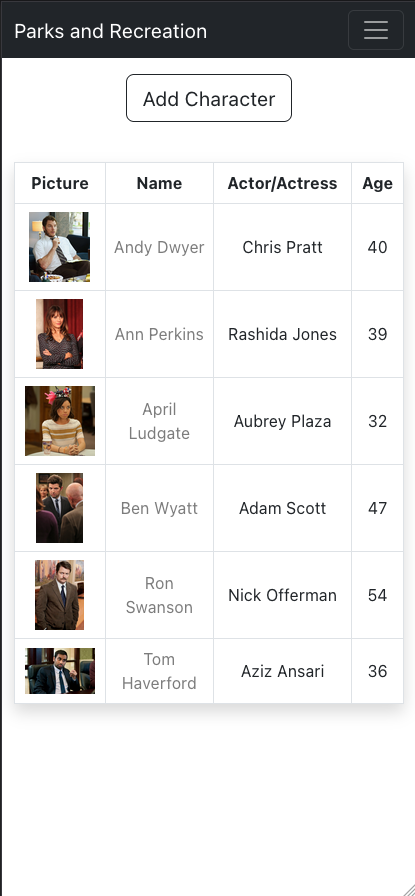 Parks and Recreation
Add Character
Picture Name Actor/Actress Age
Andy Dwyer Chris Pratt 40
Ann Perkins Rashida Jones 39
April
Ludgate Aubrey Plaza 32
Ben Wyatt Adam Scott 47
Ron
Swanson Nick Offerman 54
Tom
Haverford Aziz Ansari 36